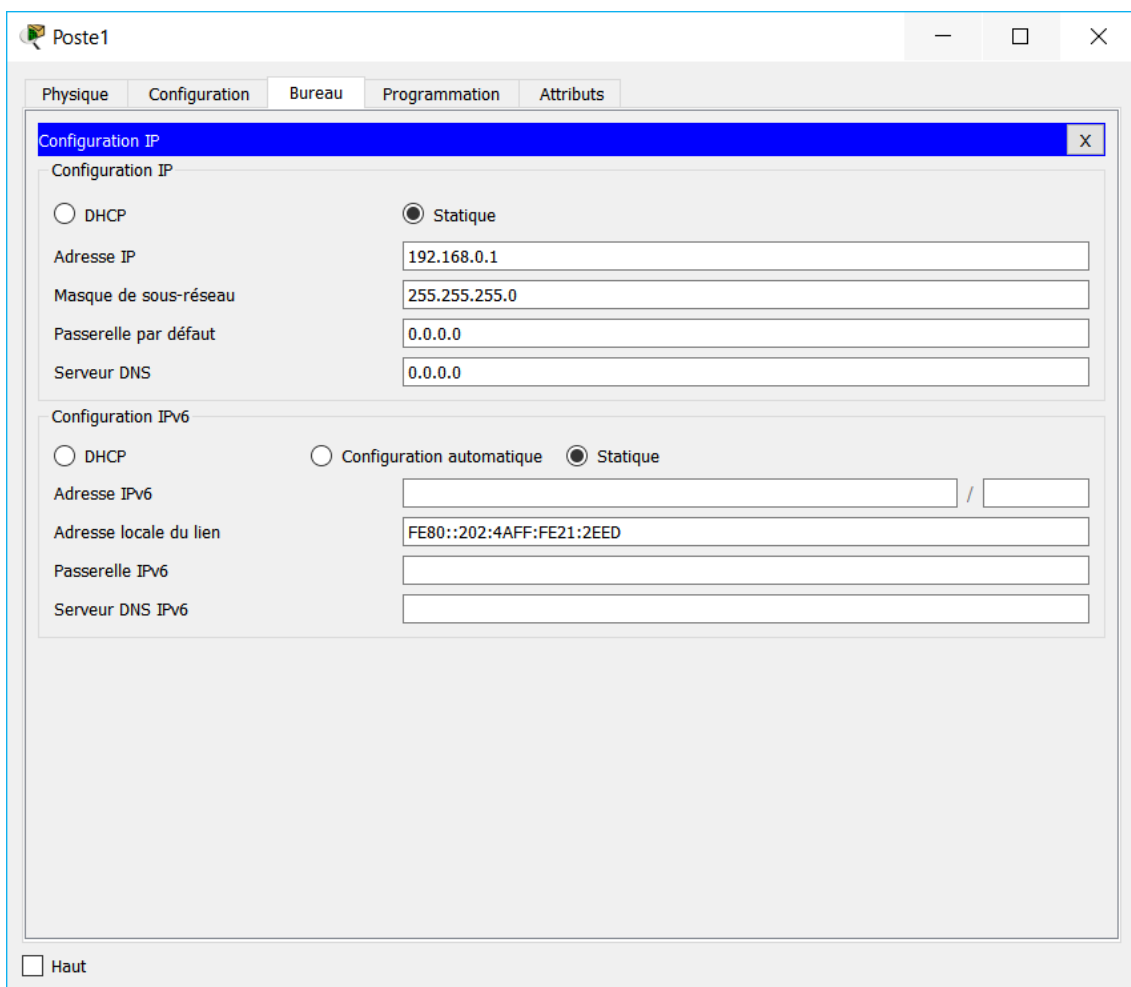 Poste1
Physique Configuration Bureau Programmation Attributs
Configuration IP X
Configuration IP
DHCP Statique
Adresse IP 192.168.0.1
Masque de sous-réseau 255.255.255.0
Passerelle par défaut 0.0.0.0
Serveur DNS 0.0.0.0
Configuration IPv6
DHCP Configuration automatique Statique
Adresse IPv6 /
Adresse locale du lien FE80::202:4AFF:FE21:2EED
Passerelle IPv6
Serveur DNS IPv6
Haut